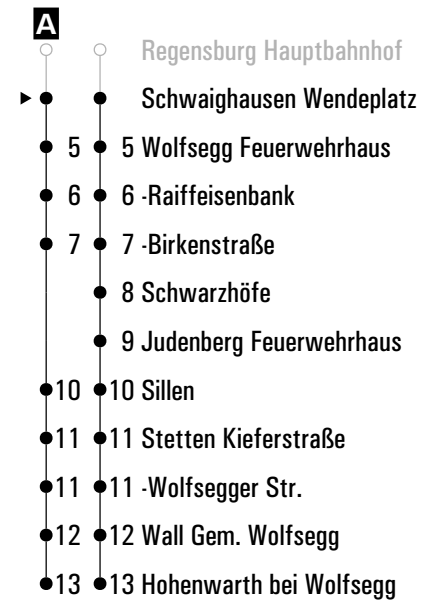 A
Regensburg Hauptbahnhof
Schwaighausen Wendeplatz
5 5 Wolfsegg Feuerwehrhaus
6 6 -Raiffeisenbank
7 7 -Birkenstraße
8 Schwarzhöfe
9 Judenberg Feuerwehrhaus
10 10 Sillen
11 11 Stetten Kieferstraße
11 11 -Wolfsegger Str.
12 12 Wall Gem. Wolfsegg
13 13 Hohenwarth bei Wolfsegg